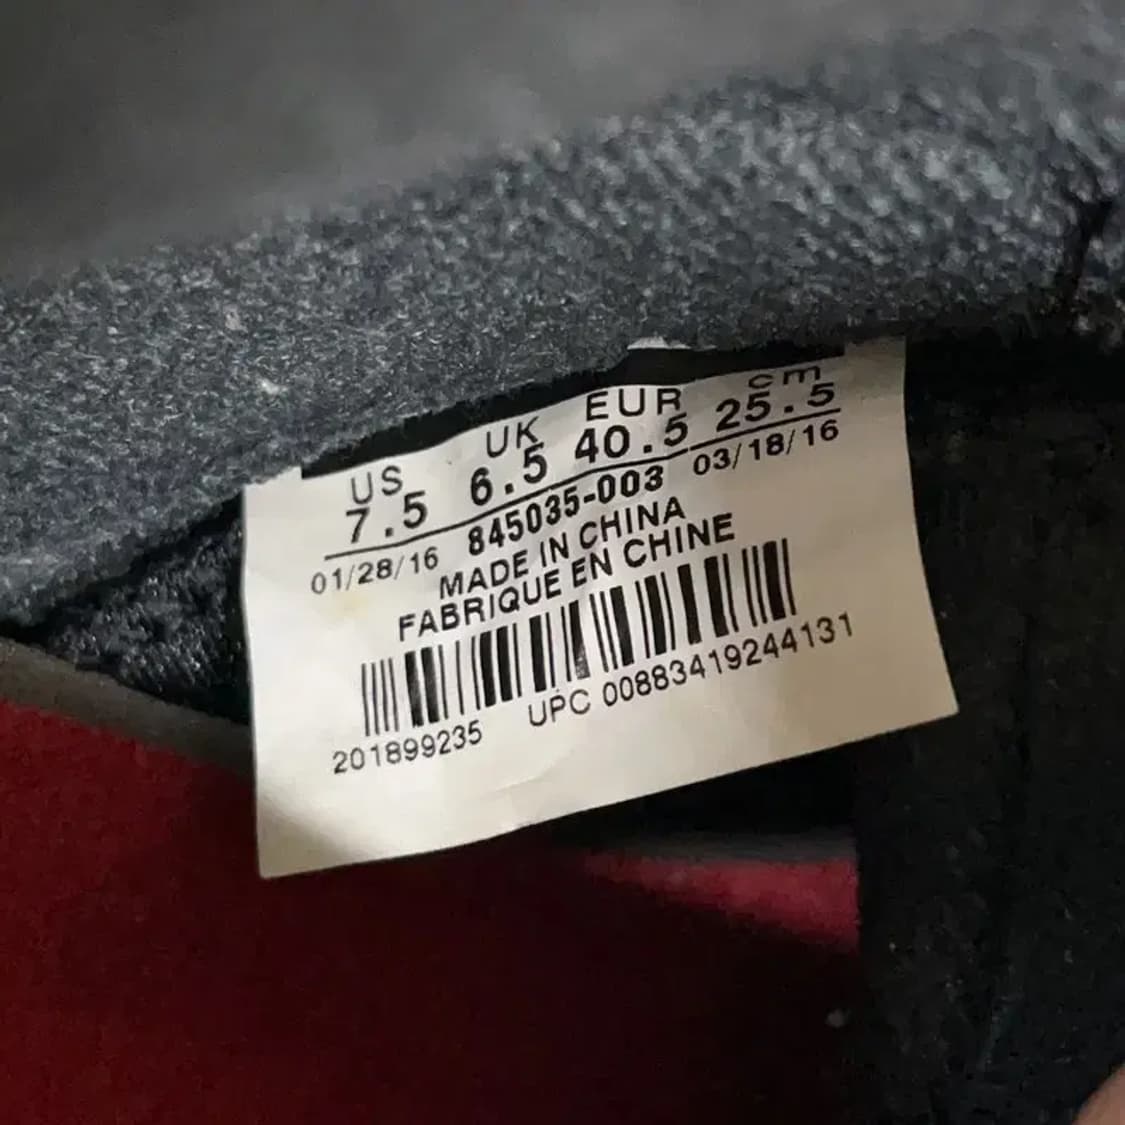 US UK EUR cm
7.5 6.5 40.5 25.5
01/28/16 845035-003 03/18/16
MADE IN CHINA
FABRIQUE EN CHINE
201899235 UPC 00883419244131